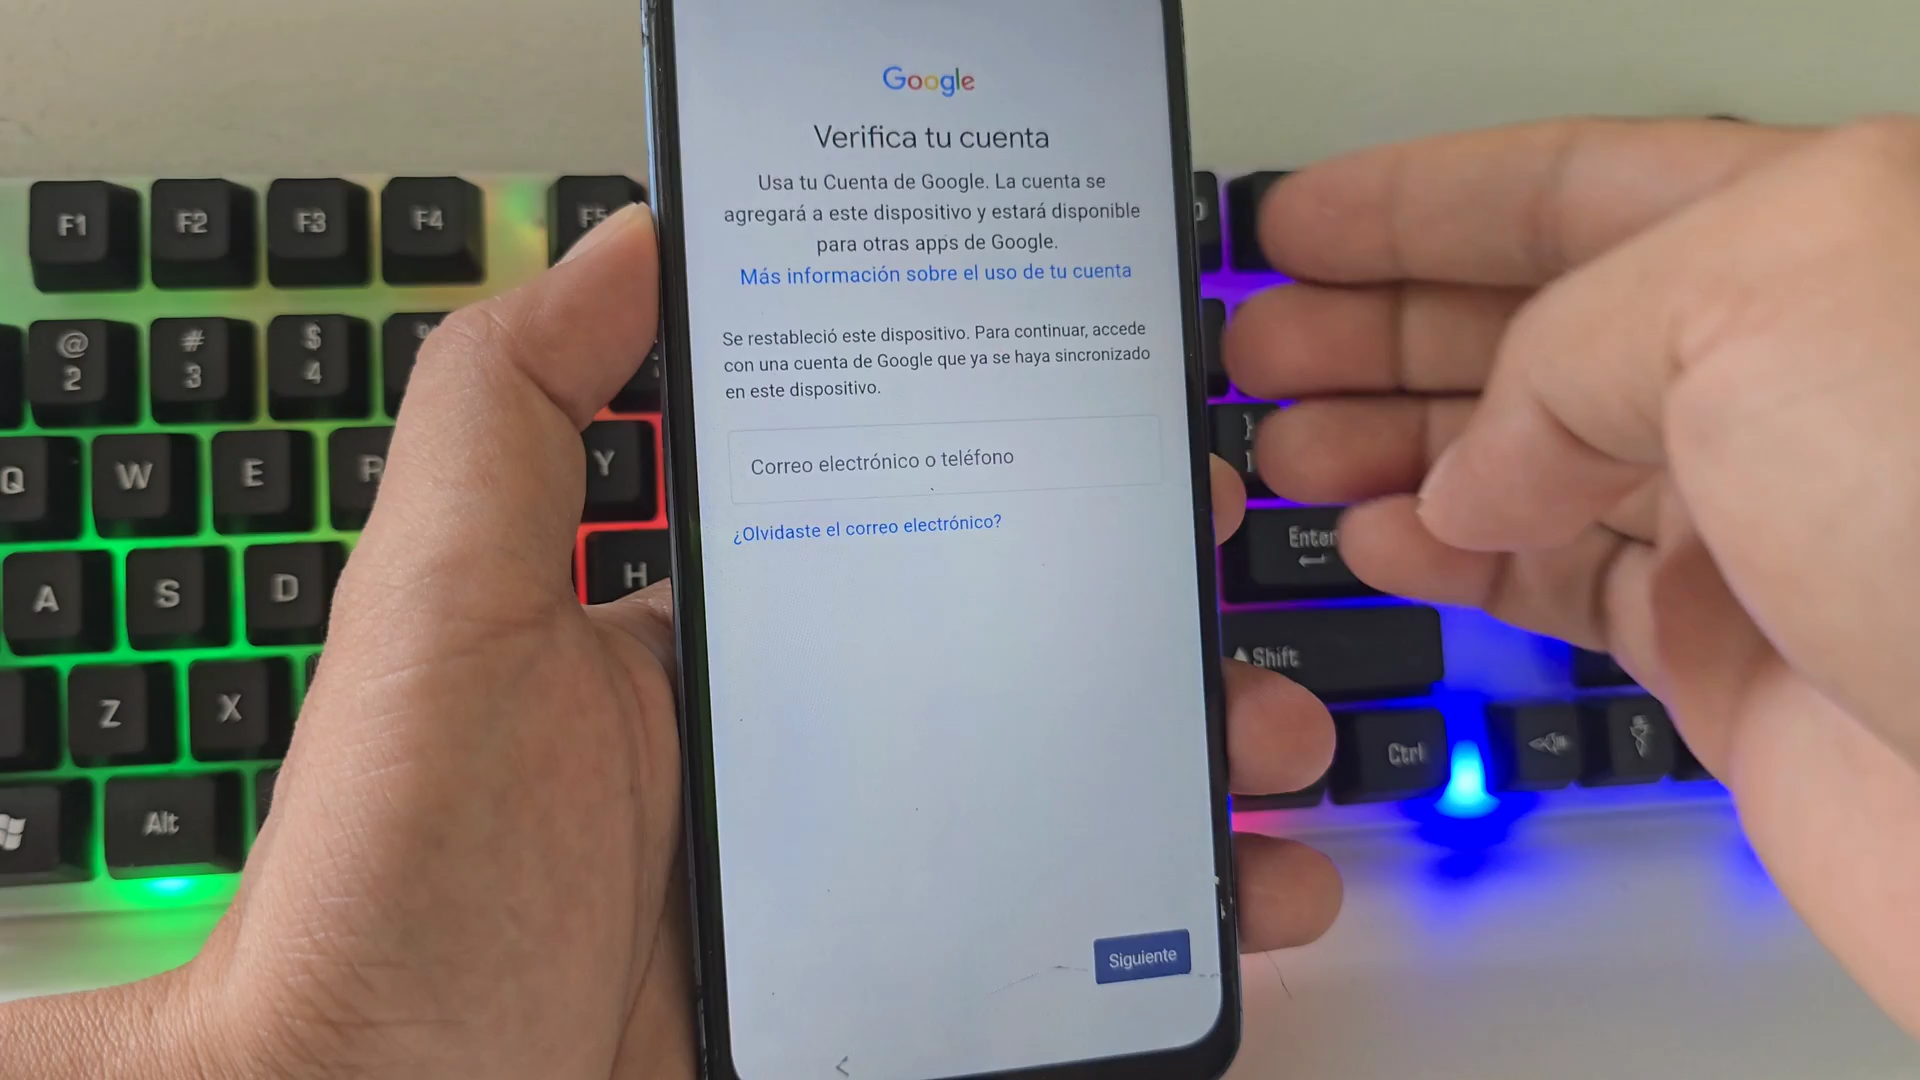 Google
Verifica tu cuenta
Usa tu Cuenta de Google. La cuenta se
agregará a este dispositivo y estará disponible
para otras apps de Google.
Más información sobre el uso de tu cuenta
Se restableció este dispositivo. Para continuar, accede
con una cuenta de Google que ya se haya sincronizado
en este dispositivo.
Correo electrónico o teléfono
¿Olvidaste el correo electrónico?
Siguiente
F1 F2 F3 F4 F5
@ # $
2 3 4
Q W E R Y
A S D H
Z X
Alt
Enter
Shift
Ctrl